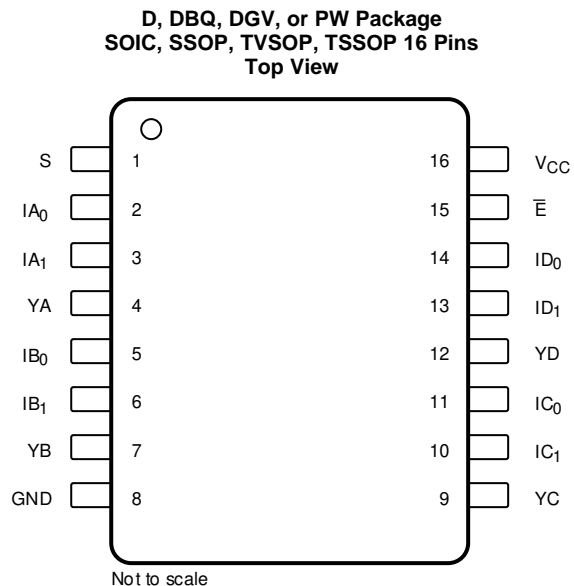 D, DBQ, DGV, or PW Package
SOIC, SSOP, TVSOP, TSSOP 16 Pins
Top View
S 1 16 VCC
IA0 2 15 E̅
IA1 3 14 ID0
YA 4 13 ID1
IB0 5 12 YD
IB1 6 11 IC0
YB 7 10 IC1
GND 8 9 YC
Not to scale